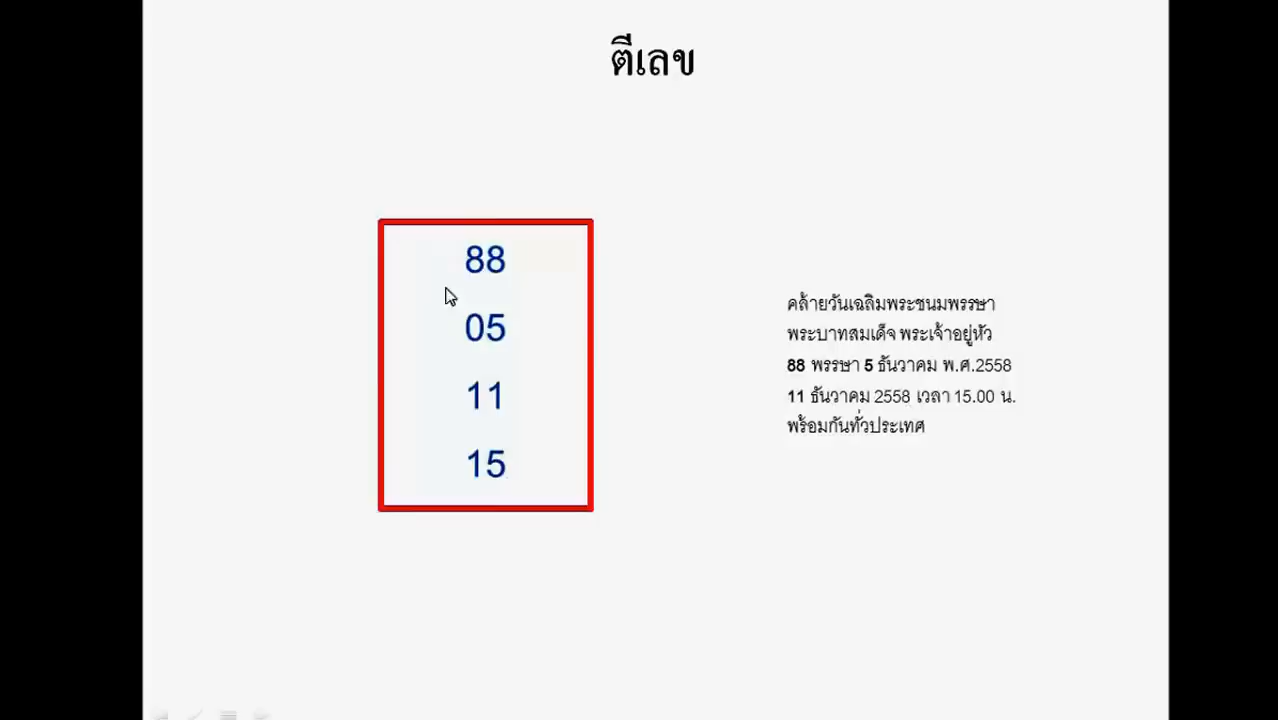 ตีเลข
88
05
11
15
คล้ายวันเฉลิมพระชนมพรรษา
พระบาทสมเด็จ พระเจ้าอยู่หัว
88 พรรษา 5 ธันวาคม พ.ศ.2558
11 ธันวาคม 2558 เวลา 15.00 น.
พร้อมกันทั่วประเทศ